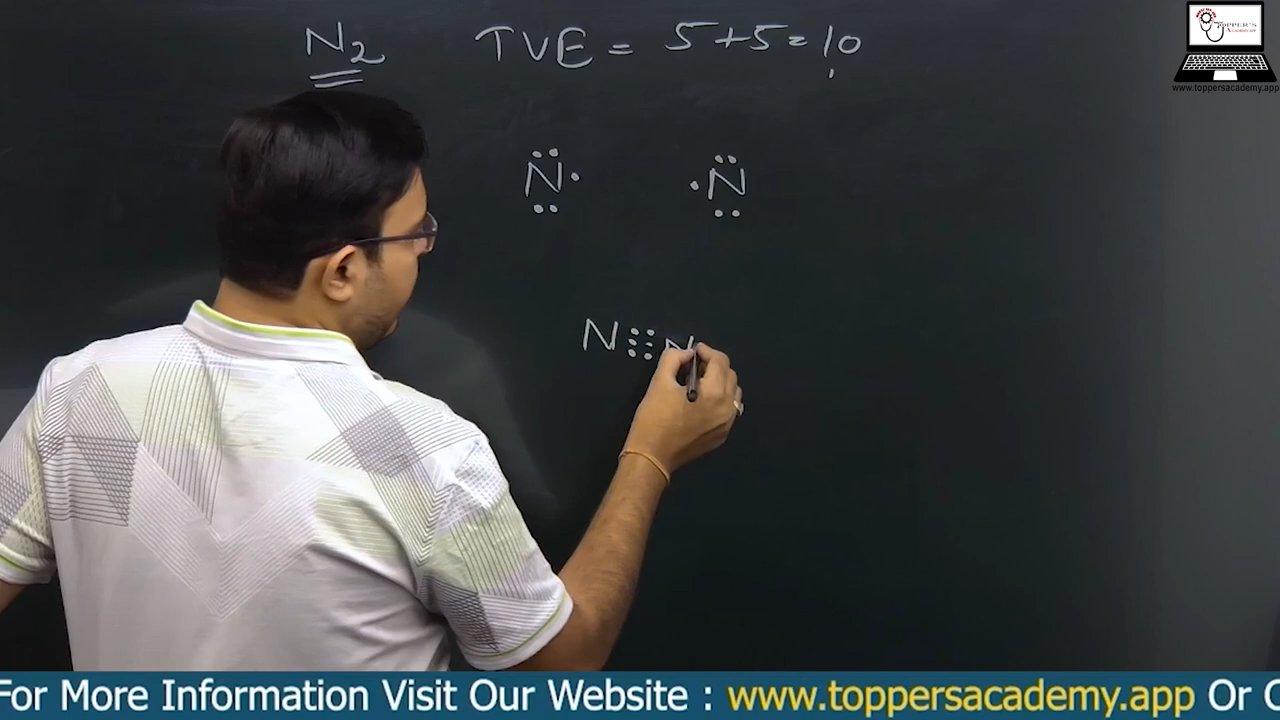 N2 TVE = 5+5=10
N N
N N
TOPPER'S
www.toppersacademy.app
For More Information Visit Our Website : www.toppersacademy.app Or